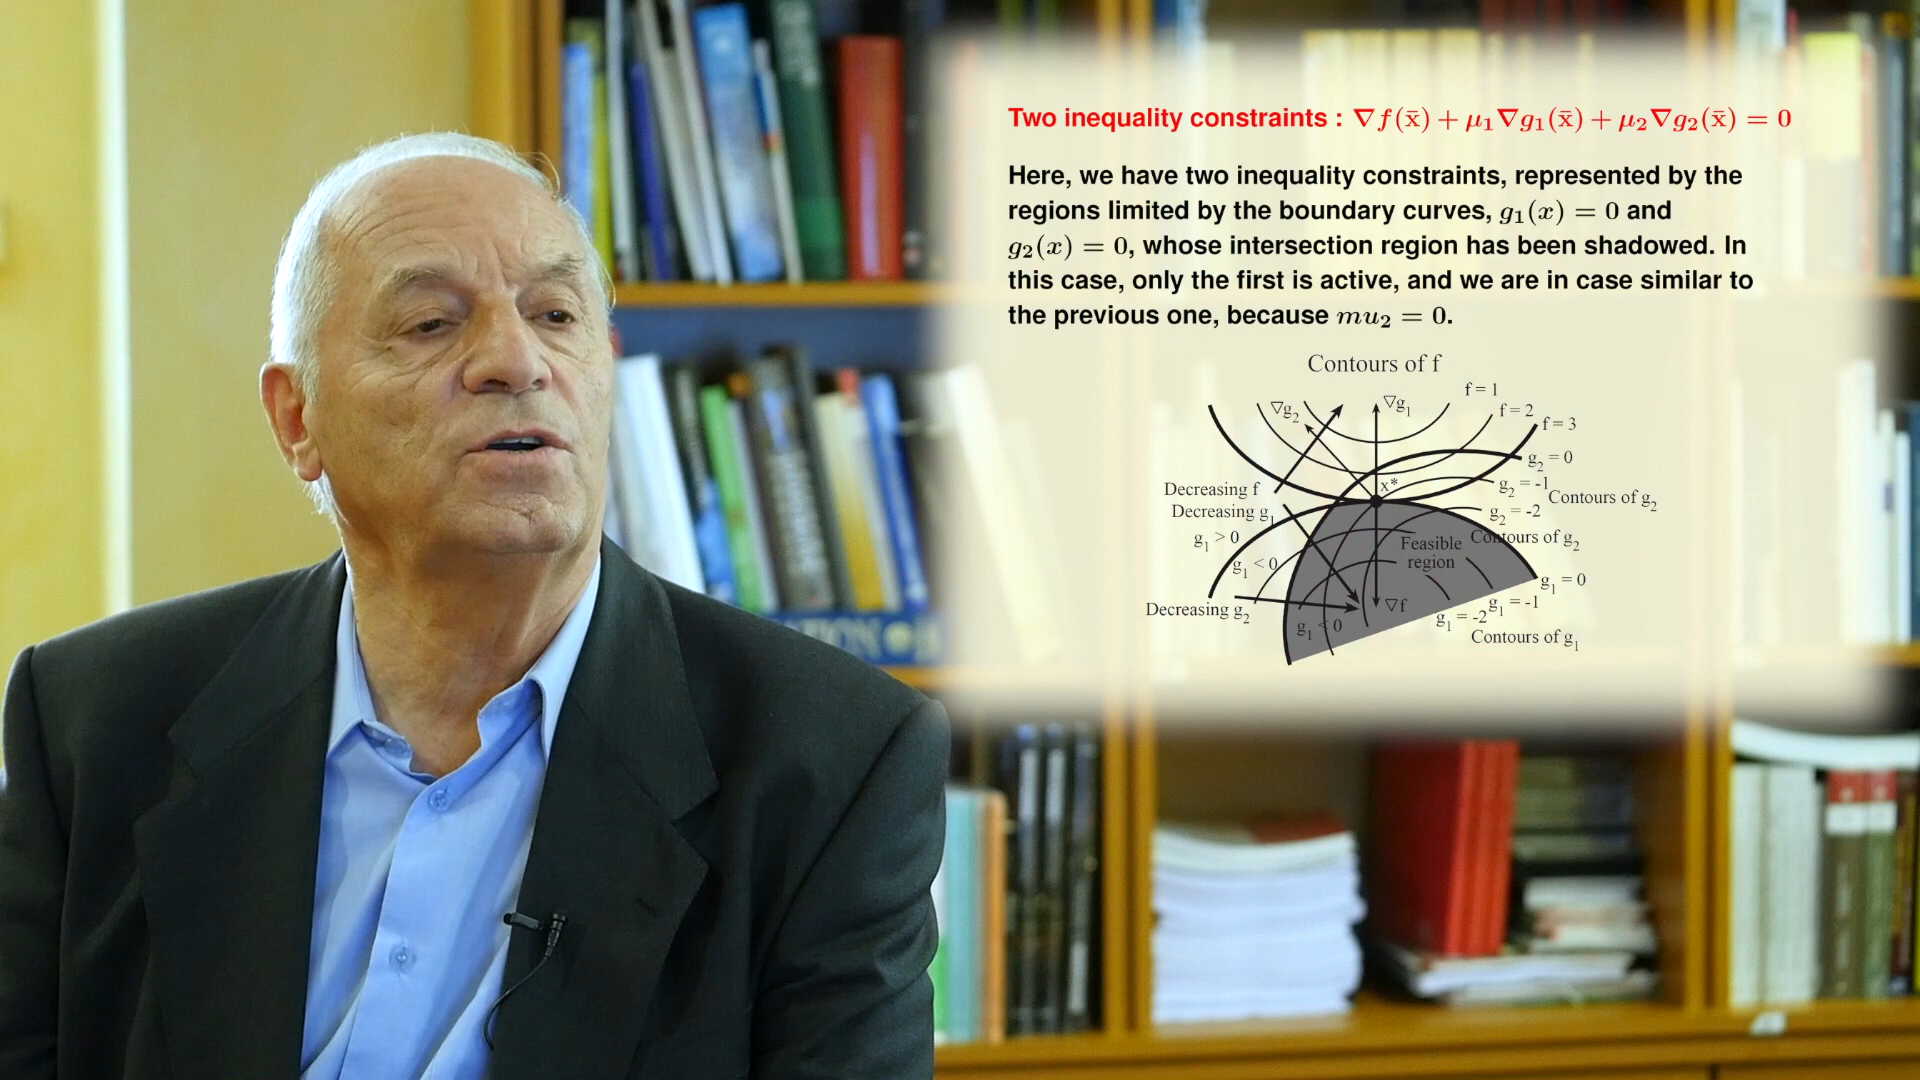 Two inequality constraints : ∇f(x̄) + μ₁∇g₁(x̄) + μ₂∇g₂(x̄) = 0
Here, we have two inequality constraints, represented by the
regions limited by the boundary curves, g₁(x) = 0 and
g₂(x) = 0, whose intersection region has been shadowed. In
this case, only the first is active, and we are in case similar to
the previous one, because mu₂ = 0.
Contours of f
f = 1
∇g₂
∇g₁
f = 2
f = 3
g₂ = 0
x*
g₂ = -1
Decreasing f
Contours of g₂
Decreasing g₁
g₂ = -2
g₁ > 0
Contours of g₂
Feasible
region
g₁ < 0
g₁ = 0
Decreasing g₂
∇f
g₁ = -1
g₁ = -2
g₁ < 0
Contours of g₁